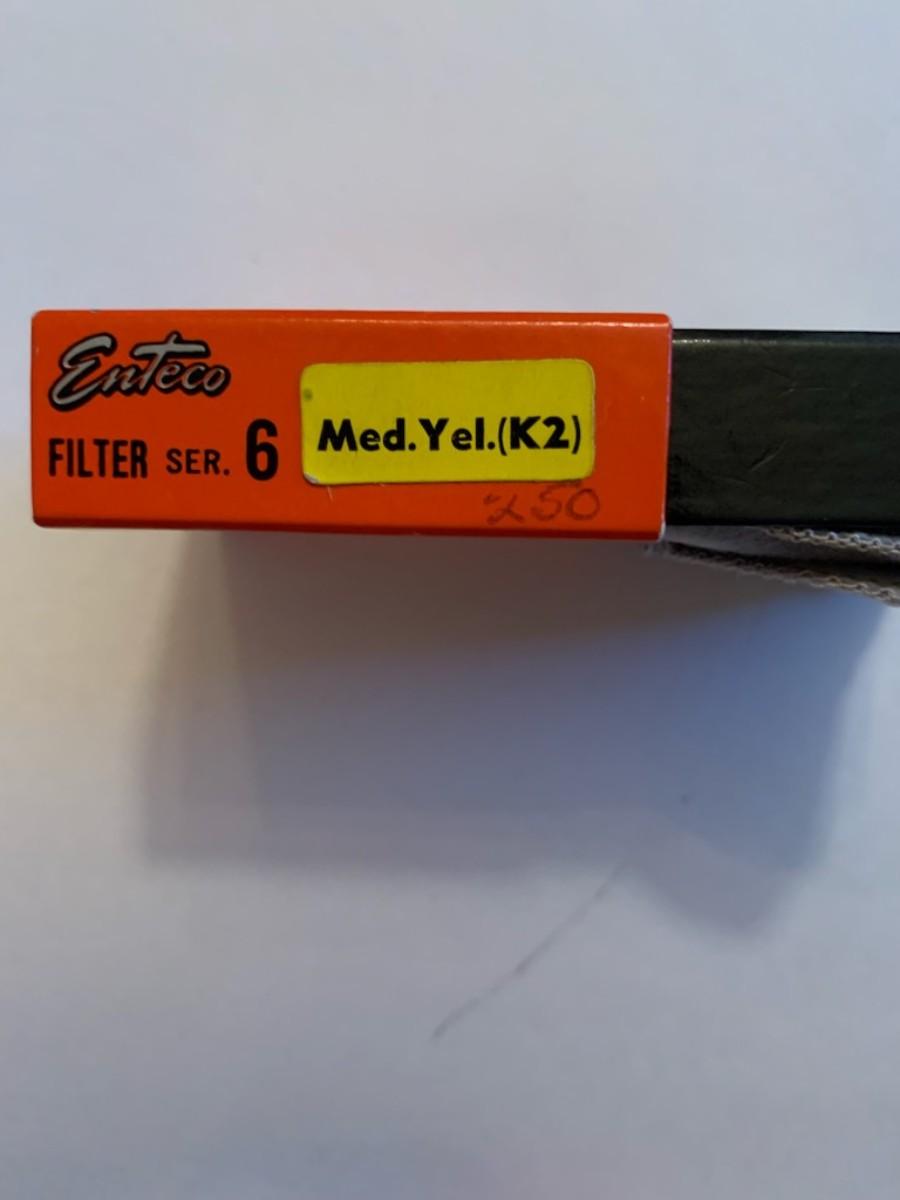 Enteco
FILTER SER. 6
Med.Yel.(K2)
250